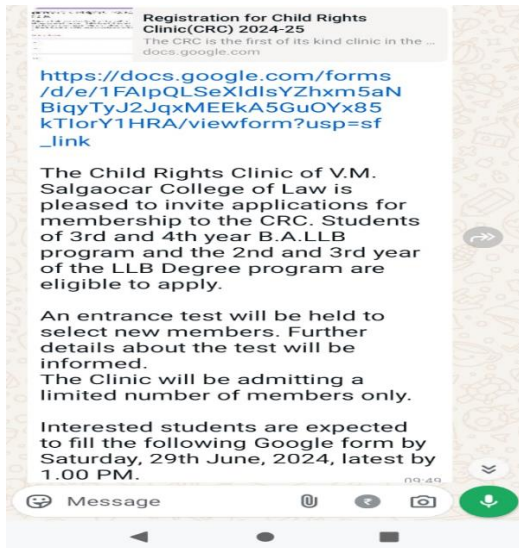 Registration for Child Rights
Clinic(CRC) 2024-25
The CRC is the first of its kind clinic in the ...
docs.google.com
https://docs.google.com/forms
/d/e/1FAIpQLSeXldIsYZhxm5aN
BiqyTyJ2JqxMEEkA5GuOYx85
kTIorY1HRA/viewform?usp=sf
_link
The Child Rights Clinic of V.M.
Salgaocar College of Law is
pleased to invite applications for
membership to the CRC. Students
of 3rd and 4th year B.A.LLB
program and the 2nd and 3rd year
of the LLB Degree program are
eligible to apply.
An entrance test will be held to
select new members. Further
details about the test will be
informed.
The Clinic will be admitting a
limited number of members only.
Interested students are expected
to fill the following Google form by
Saturday, 29th June, 2024, latest by
1.00 PM.
09:49
Message